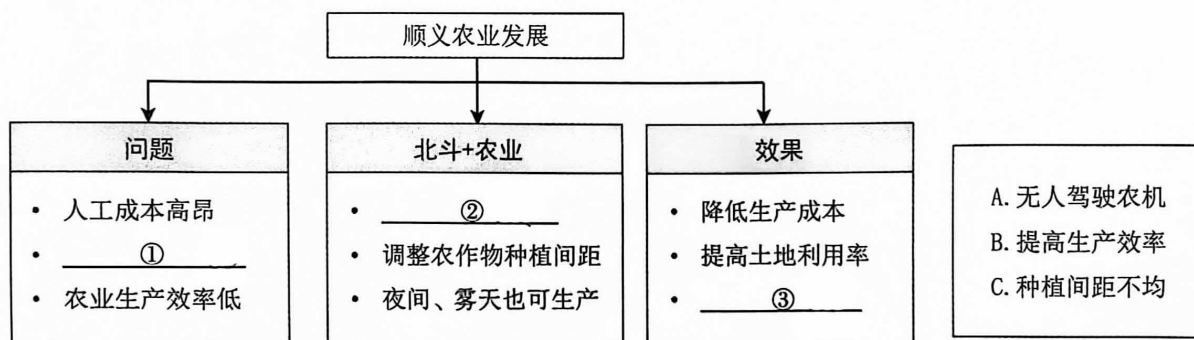 顺义农业发展
问题
• 人工成本高昂
• ①
• 农业生产效率低
北斗+农业
• ②
• 调整农作物种植间距
• 夜间、雾天也可生产
效果
• 降低生产成本
• 提高土地利用率
• ③
A. 无人驾驶农机
B. 提高生产效率
C. 种植间距不均